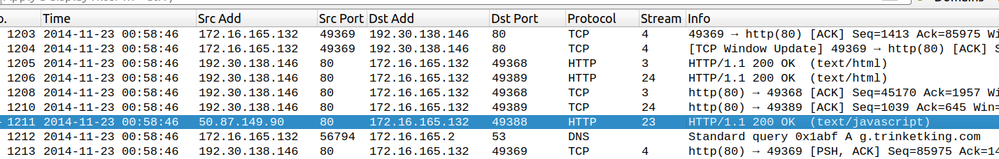 o. Time Src Add Src Port Dst Add Dst Port Protocol Stream Info
1203 2014-11-23 00:58:46 172.16.165.132 49369 192.30.138.146 80 TCP 4 49369 → http(80) [ACK] Seq=1413 Ack=85975 Wi
1204 2014-11-23 00:58:46 172.16.165.132 49369 192.30.138.146 80 TCP 4 [TCP Window Update] 49369 → http(80) [ACK] S
1205 2014-11-23 00:58:46 192.30.138.146 80 172.16.165.132 49368 HTTP 3 HTTP/1.1 200 OK (text/html)
1206 2014-11-23 00:58:46 192.30.138.146 80 172.16.165.132 49389 HTTP 24 HTTP/1.1 200 OK (text/html)
1208 2014-11-23 00:58:46 192.30.138.146 80 172.16.165.132 49368 TCP 3 http(80) → 49368 [ACK] Seq=45170 Ack=1957 Win
1210 2014-11-23 00:58:46 192.30.138.146 80 172.16.165.132 49389 TCP 24 http(80) → 49389 [ACK] Seq=1039 Ack=645 Win=
1211 2014-11-23 00:58:46 50.87.149.90 80 172.16.165.132 49388 HTTP 23 HTTP/1.1 200 OK (text/javascript)
1212 2014-11-23 00:58:46 172.16.165.132 56794 172.16.165.2 53 DNS Standard query 0x1abf A g.trinketking.com
1213 2014-11-23 00:58:46 192.30.138.146 80 172.16.165.132 49369 TCP 4 http(80) → 49369 [PSH, ACK] Seq=85975 Ack=14